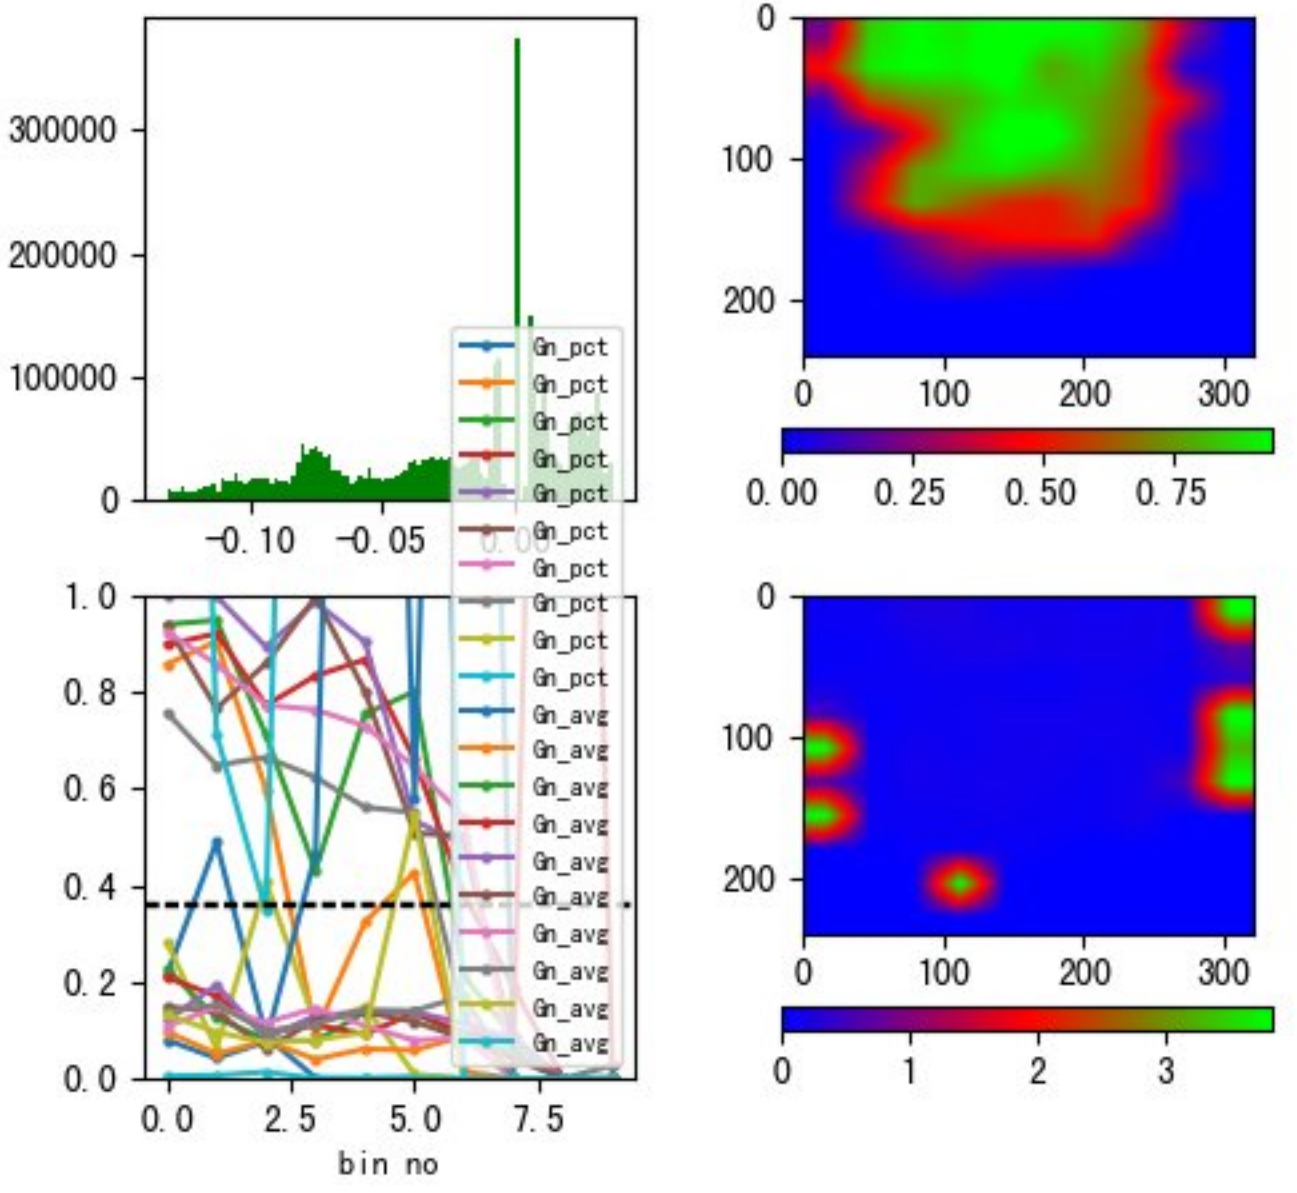 300000
200000
100000
0
-0.10 -0.05 0.00
0
100
200
0 100 200 300
0.00 0.25 0.50 0.75
Gn_pct
Gn_pct
Gn_pct
Gn_pct
Gn_pct
Gn_pct
Gn_pct
Gn_pct
Gn_pct
Gn_pct
Gn_avg
Gn_avg
Gn_avg
Gn_avg
Gn_avg
Gn_avg
Gn_avg
Gn_avg
Gn_avg
Gn_avg
1.0
0.8
0.6
0.4
0.2
0.0
0.0 2.5 5.0 7.5
bin no
0
100
200
0 100 200 300
0 1 2 3